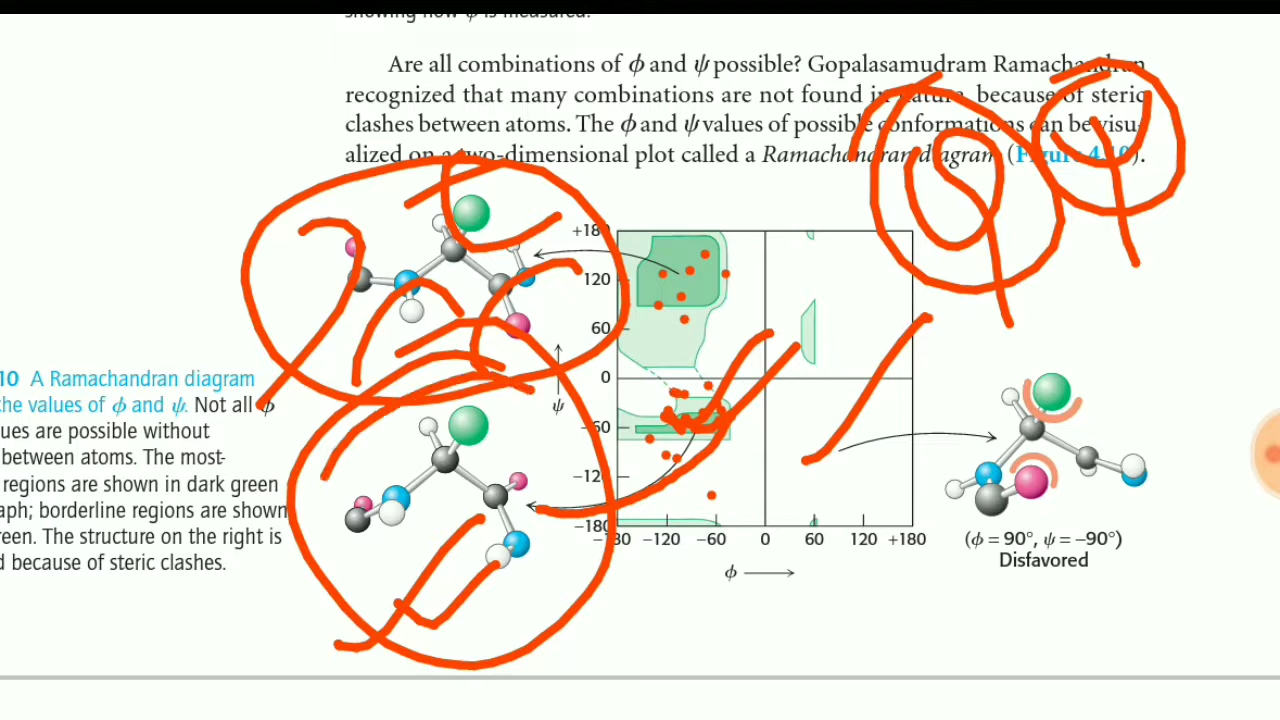 showing how ϕ is measured.
Are all combinations of ϕ and ψ possible? Gopalasamudram Ramachandran
recognized that many combinations are not found in nature, because of steric
clashes between atoms. The ϕ and ψ values of possible conformations can be visu-
alized on a two-dimensional plot called a Ramachandran diagram (Figure 4.10).
10 A Ramachandran diagram
the values of ϕ and ψ. Not all ϕ
ues are possible without
between atoms. The most-
regions are shown in dark green
aph; borderline regions are shown
reen. The structure on the right is
d because of steric clashes.
+180
120
60
0
−60
−120
−180
ψ
−180 −120 −60 0 60 120 +180
ϕ
(ϕ = 90°, ψ = −90°)
Disfavored
φ ψ